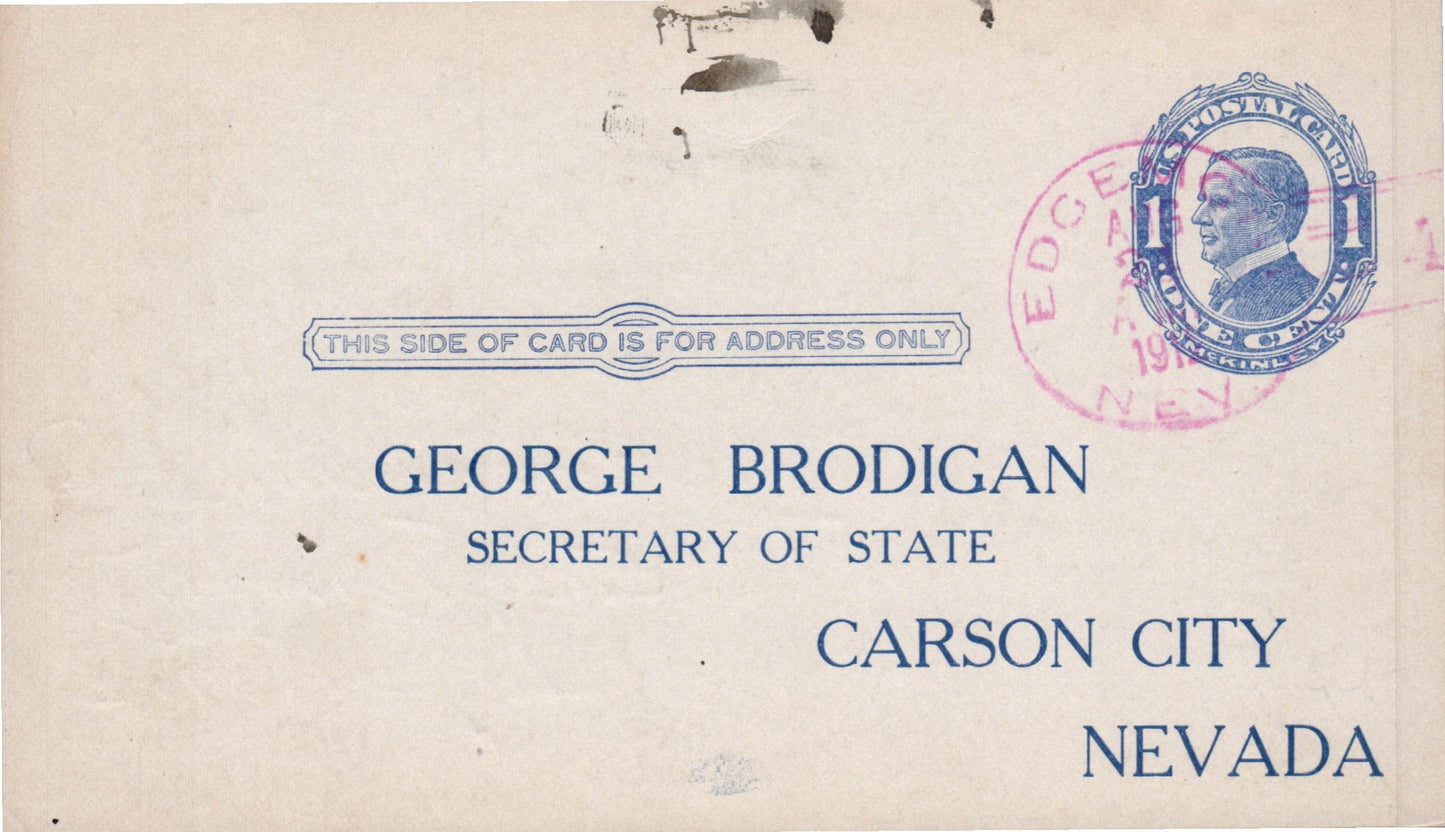 U.S. POSTAL CARD
1 1
· ONE CENT ·
McKINLEY
AUG
NEV.
THIS SIDE OF CARD IS FOR ADDRESS ONLY
GEORGE BRODIGAN
SECRETARY OF STATE
CARSON CITY
NEVADA